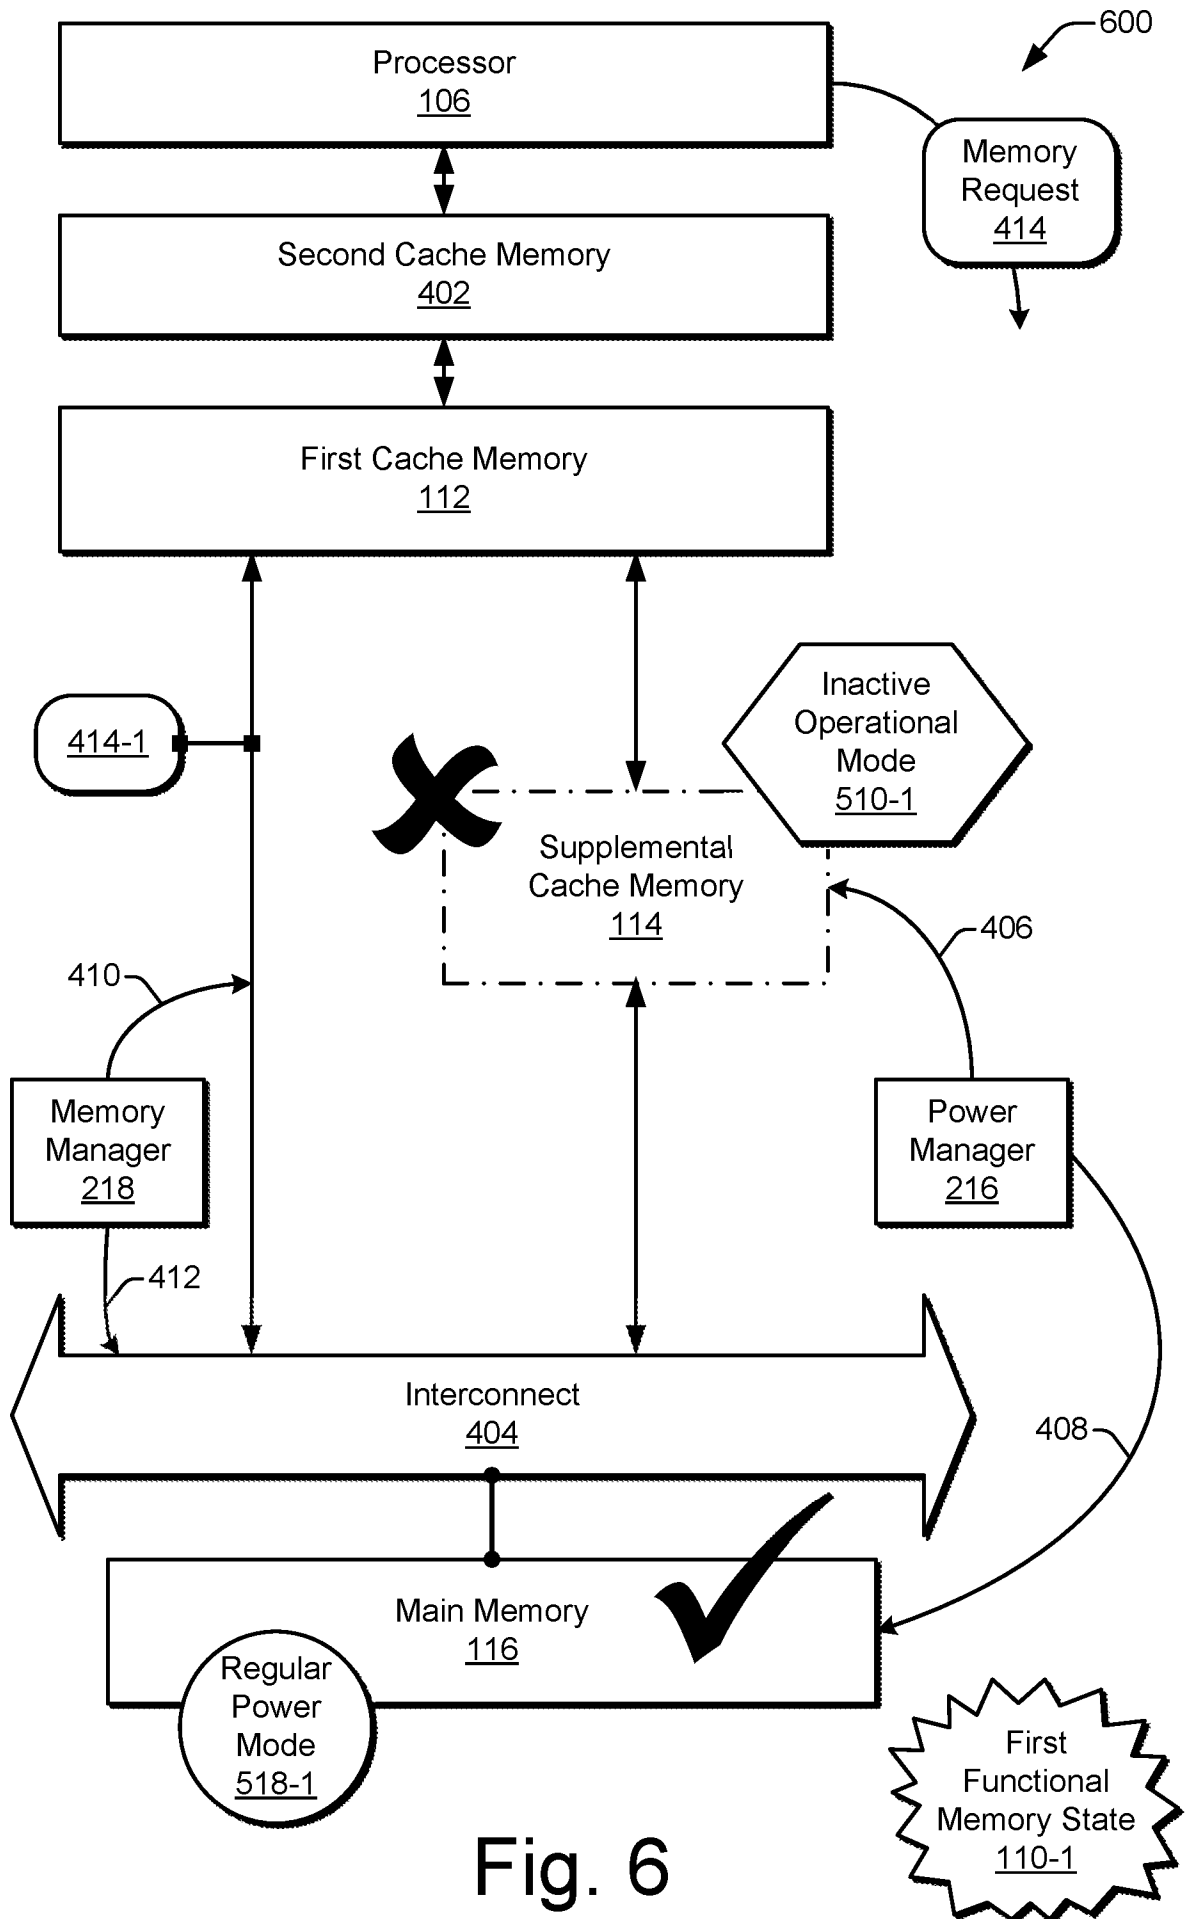 600
Processor
106
Memory
Request
414
Second Cache Memory
402
First Cache Memory
112
414-1
Inactive
Operational
Mode
510-1
Supplemental
Cache Memory
114
406
410
Memory
Manager
218
Power
Manager
216
412
Interconnect
404
408
Main Memory
116
Regular
Power
Mode
518-1
First
Functional
Memory State
110-1
Fig. 6